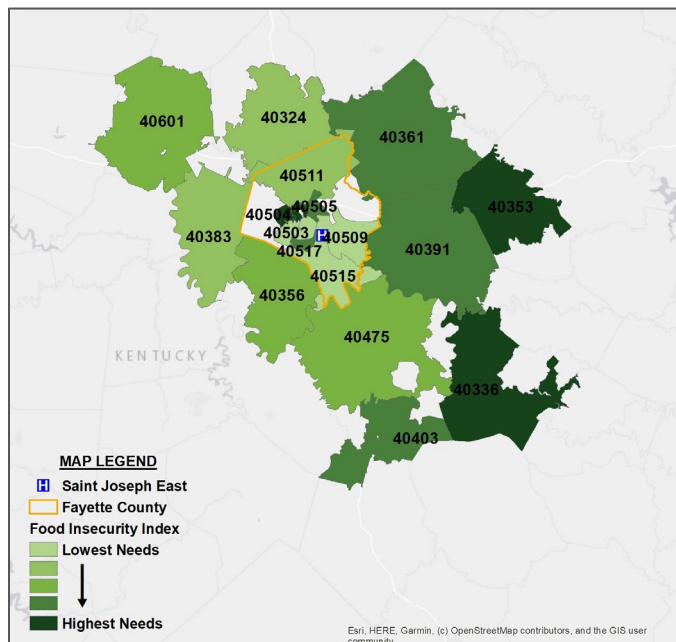 40601
40324
40361
40511
40353
40505
40504
40503
40509
40383
40517
40391
40515
40356
40475
KENTUCKY
40336
40403
MAP LEGEND
H Saint Joseph East
Fayette County
Food Insecurity Index
Lowest Needs
Highest Needs
Esri, HERE, Garmin, (c) OpenStreetMap contributors, and the GIS user
community